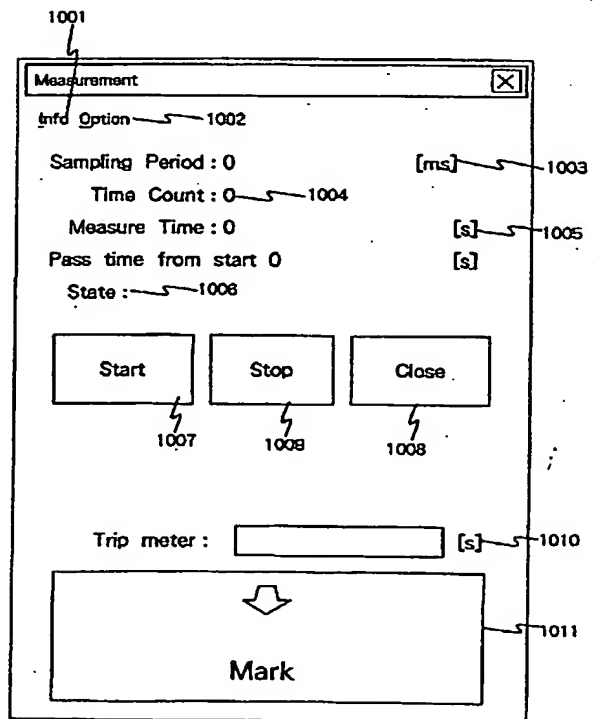 1001
Measurement
Info Option 1002
Sampling Period : 0 [ms] 1003
Time Count : 0 1004
Measure Time : 0 [s] 1005
Pass time from start 0 [s]
State : 1006
Start Stop Close
1007 1009 1008
Trip meter : [s] 1010
1011
Mark